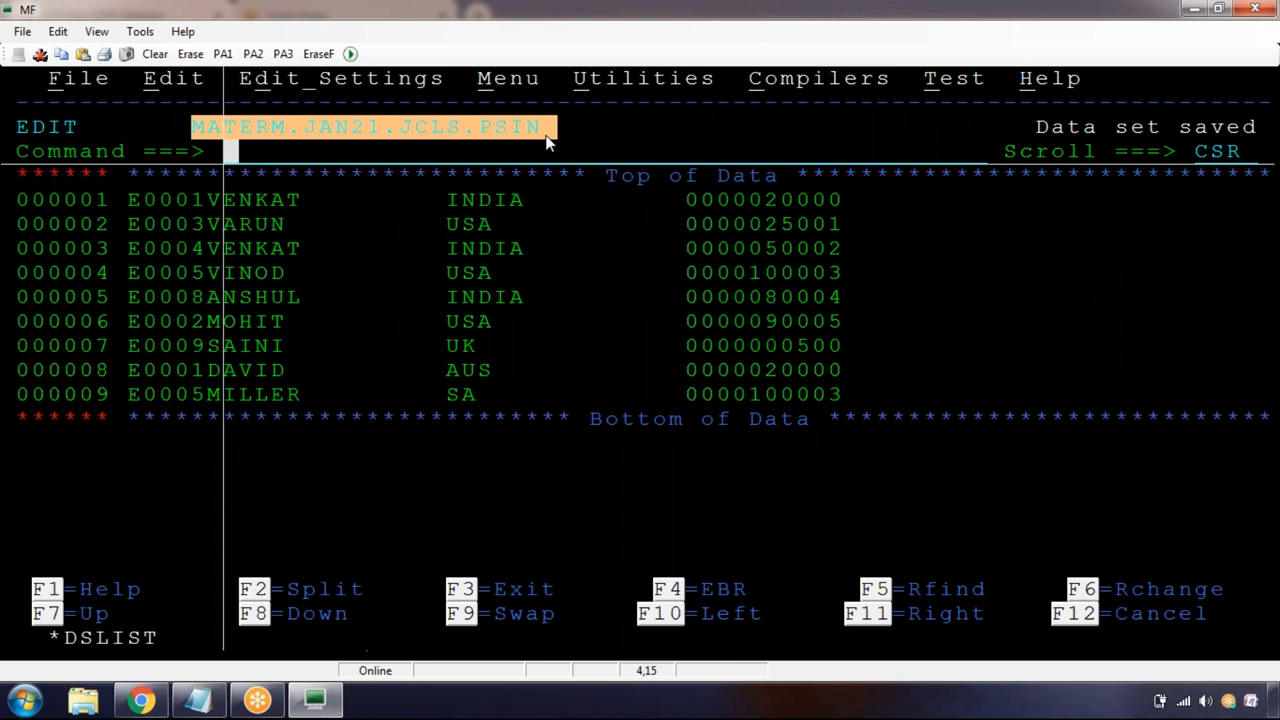 MF
File Edit View Tools Help
Clear Erase PA1 PA2 PA3 EraseF
File Edit Edit_Settings Menu Utilities Compilers Test Help
EDIT MATERM.JAN21.JCLS.PSIN Data set saved
Command ===> Scroll ===> CSR
****** **************************** Top of Data ******************************
000001 E0001VENKAT INDIA 0000020000
000002 E0003VARUN USA 0000025001
000003 E0004VENKAT INDIA 0000050002
000004 E0005VINOD USA 0000100003
000005 E0008ANSHUL INDIA 0000080004
000006 E0002MOHIT USA 0000090005
000007 E0009SAINI UK 0000000500
000008 E0001DAVID AUS 0000020000
000009 E0005MILLER SA 0000100003
****** **************************** Bottom of Data ****************************
F1=Help F2=Split F3=Exit F4=EBR F5=Rfind F6=Rchange
F7=Up F8=Down F9=Swap F10=Left F11=Right F12=Cancel
*DSLIST
Online 4,15